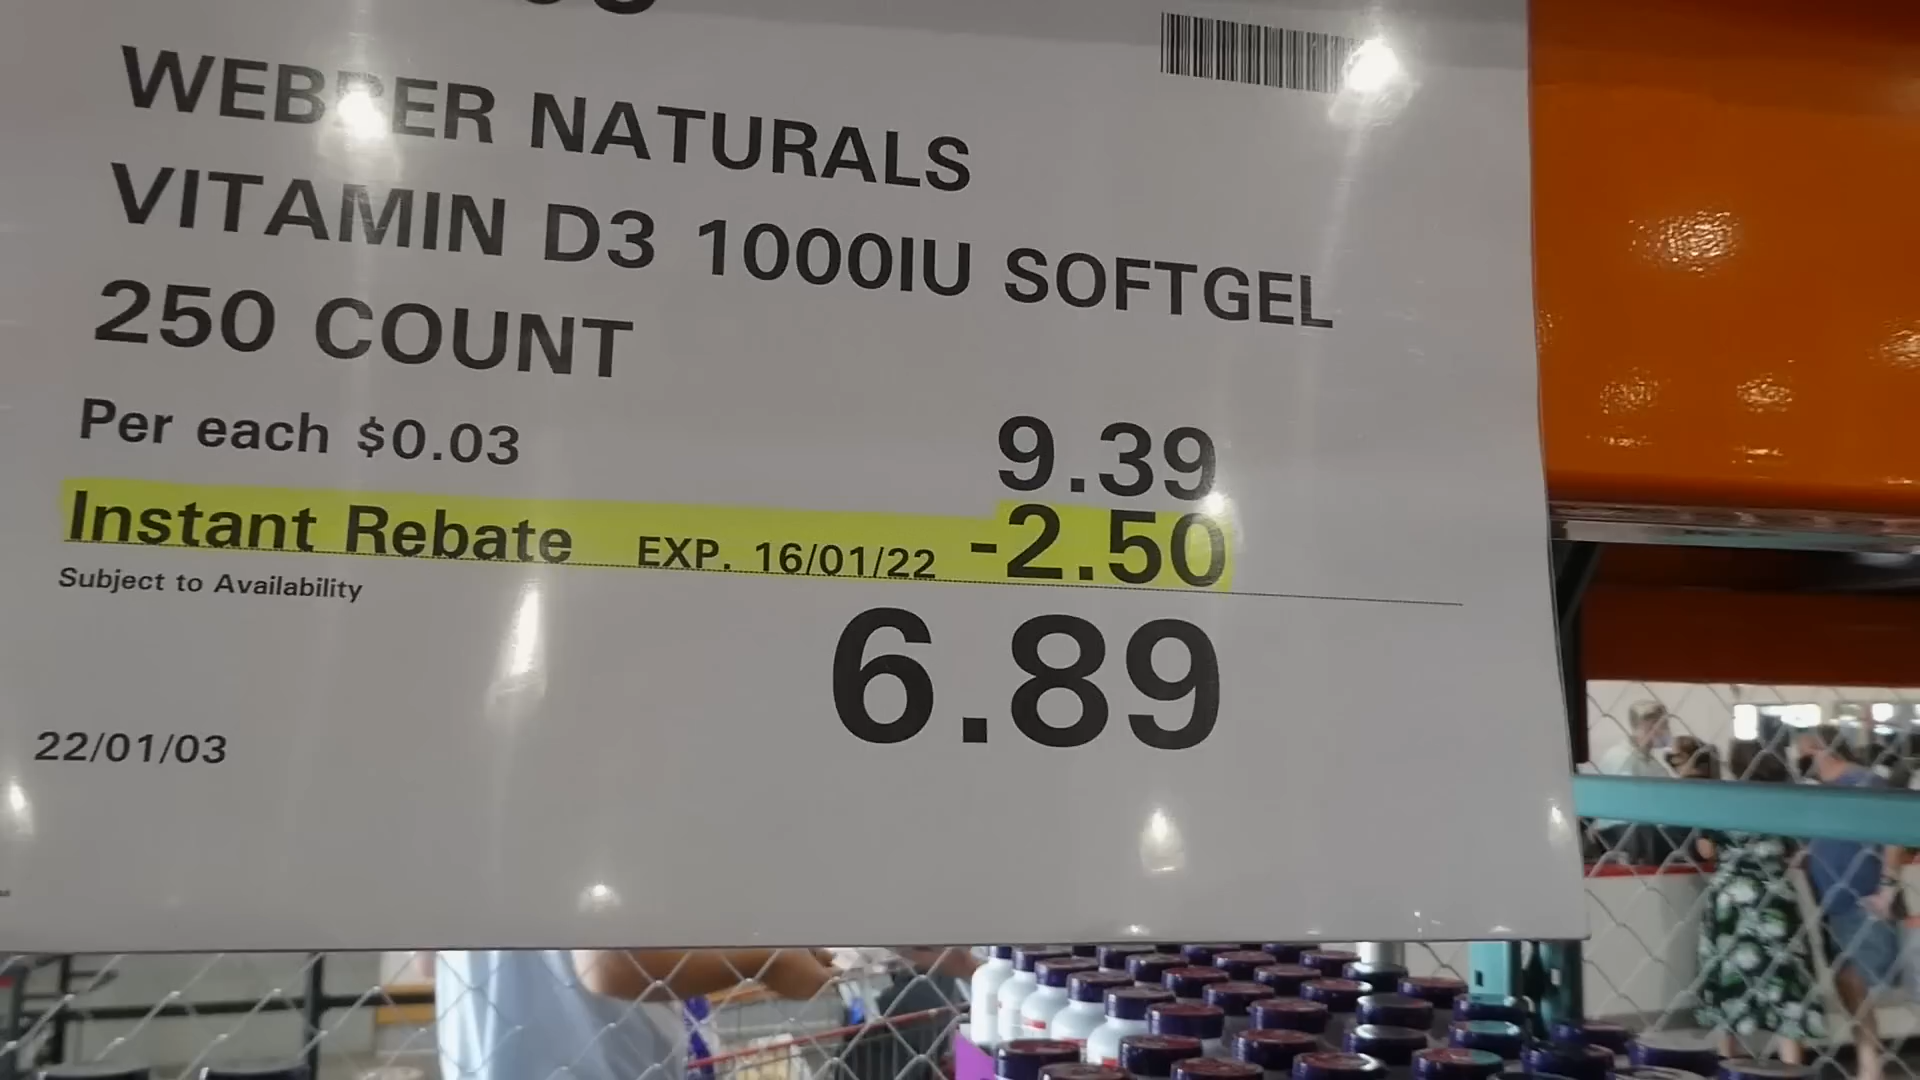 WEBBER NATURALS
VITAMIN D3 1000IU SOFTGEL
250 COUNT
Per each $0.03 9.39
Instant Rebate EXP. 16/01/22 -2.50
Subject to Availability
6.89
22/01/03